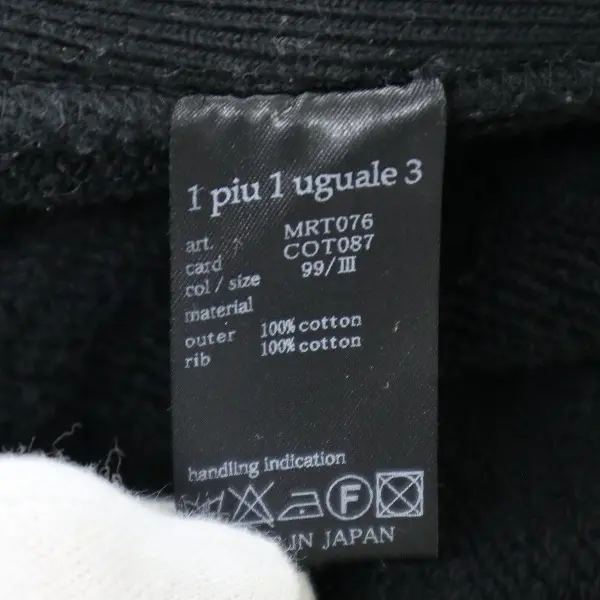 1 piu 1 uguale 3
art. MRT076
card COT087
col / size 99/III
material
outer 100% cotton
rib 100% cotton
handling indication
F
IN JAPAN